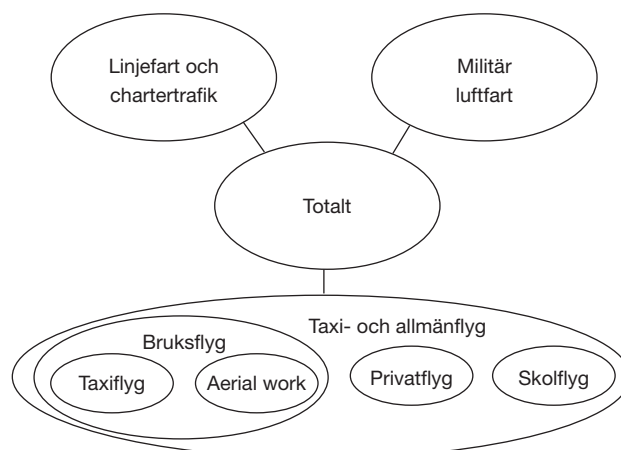 Linjefart och
chartertrafik
Militär
luftfart
Totalt
Taxi- och allmänflyg
Bruksflyg
Taxiflyg
Aerial work
Privatflyg
Skolflyg